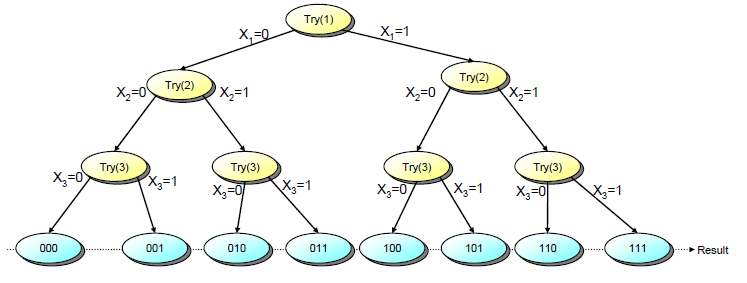 Try(1)
X₁=0
X₁=1
Try(2)
Try(2)
X₂=0
X₂=1
X₂=0
X₂=1
Try(3)
Try(3)
Try(3)
Try(3)
X₃=0
X₃=1
X₃=0
X₃=1
X₃=0
X₃=1
X₃=0
X₃=1
000
001
010
011
100
101
110
111
Result